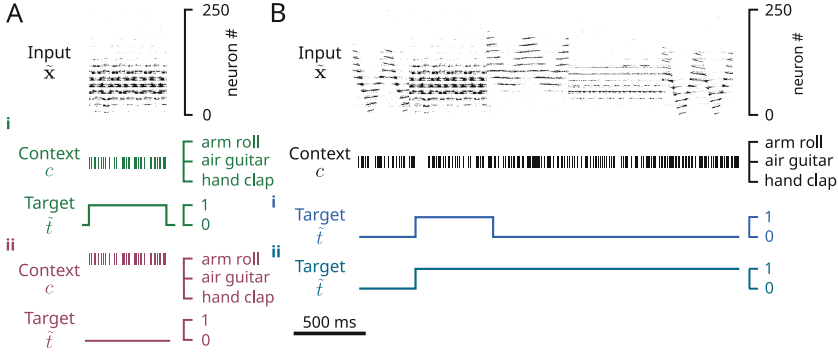 A
Input
x̃
250
neuron #
0
i
Context
c
arm roll
air guitar
hand clap
Target
t̃
1
0
ii
Context
c
arm roll
air guitar
hand clap
Target
t̃
1
0
B
Input
x̃
250
neuron #
0
Context
c
arm roll
air guitar
hand clap
i
Target
t̃
1
0
ii
Target
t̃
1
0
500 ms